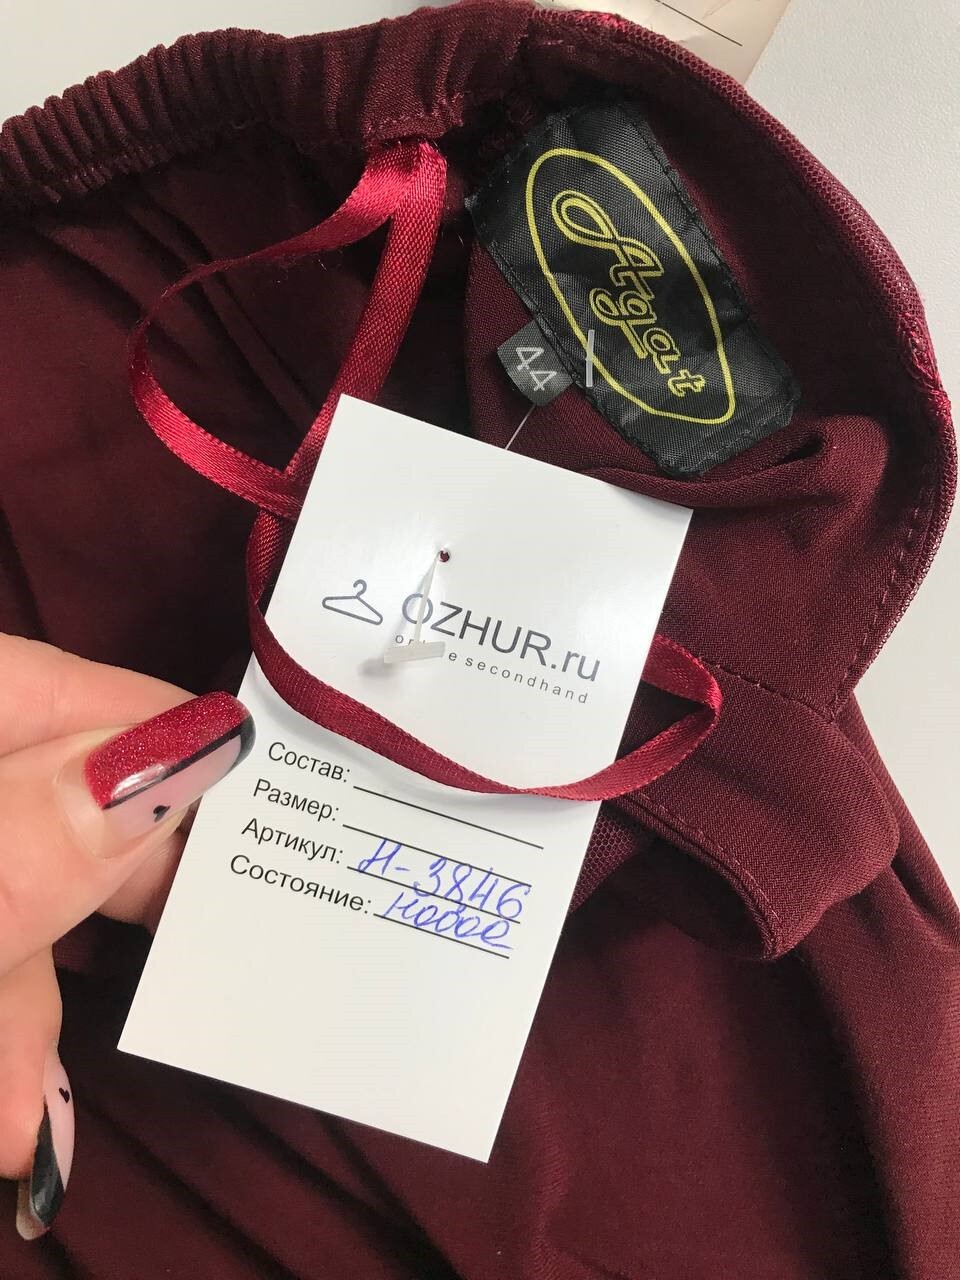 Agat
44
OZHUR.ru
online secondhand
Состав:
Размер:
Артикул: Н-3846
Состояние: новое